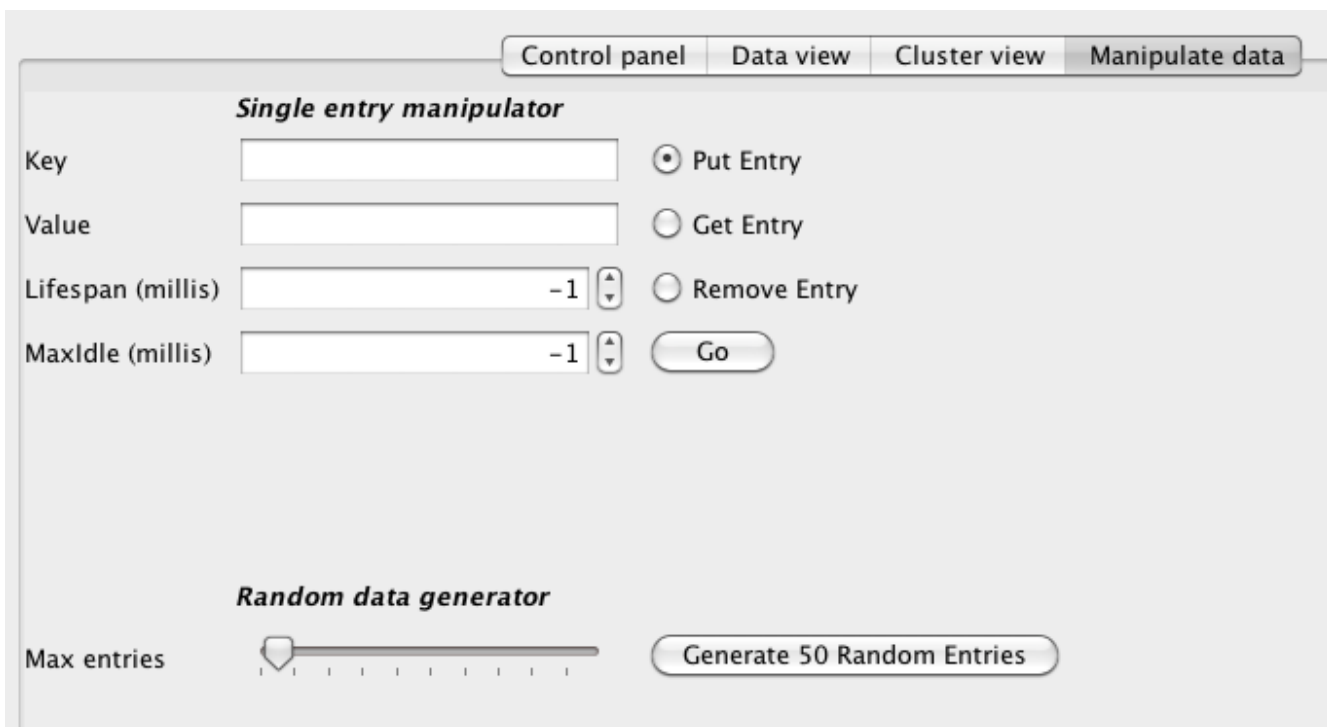 Control panel Data view Cluster view Manipulate data
Single entry manipulator
Key Put Entry
Value Get Entry
Lifespan (millis) -1 Remove Entry
MaxIdle (millis) -1 Go
Random data generator
Max entries Generate 50 Random Entries